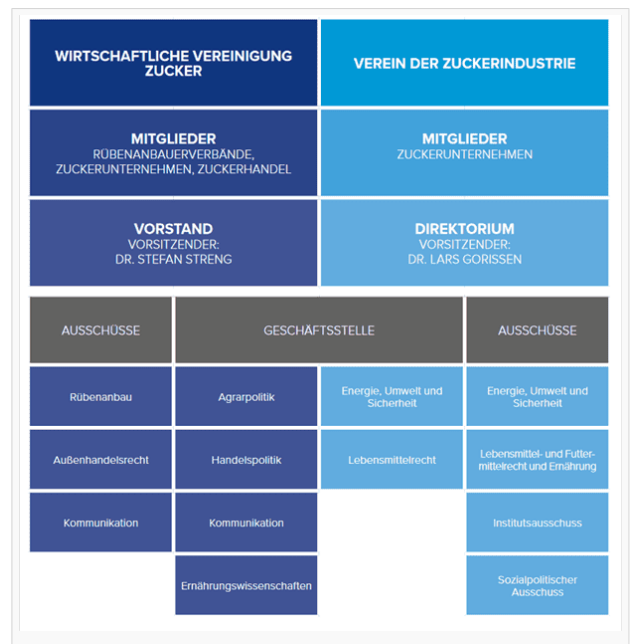 WIRTSCHAFTLICHE VEREINIGUNG
ZUCKER
VEREIN DER ZUCKERINDUSTRIE
MITGLIEDER
RÜBENANBAUERVERBÄNDE,
ZUCKERUNTERNEHMEN, ZUCKERHANDEL
MITGLIEDER
ZUCKERUNTERNEHMEN
VORSTAND
VORSITZENDER:
DR. STEFAN STRENG
DIREKTORIUM
VORSITZENDER:
DR. LARS GORISSEN
AUSSCHÜSSE
GESCHÄFTSSTELLE
AUSSCHÜSSE
Rübenanbau
Agrarpolitik
Energie, Umwelt und
Sicherheit
Energie, Umwelt und
Sicherheit
Außenhandelsrecht
Handelspolitik
Lebensmittelrecht
Lebensmittel- und Futter-
mittelrecht und Ernährung
Kommunikation
Kommunikation
Institutsausschuss
Ernährungswissenschaften
Sozialpolitischer
Ausschuss